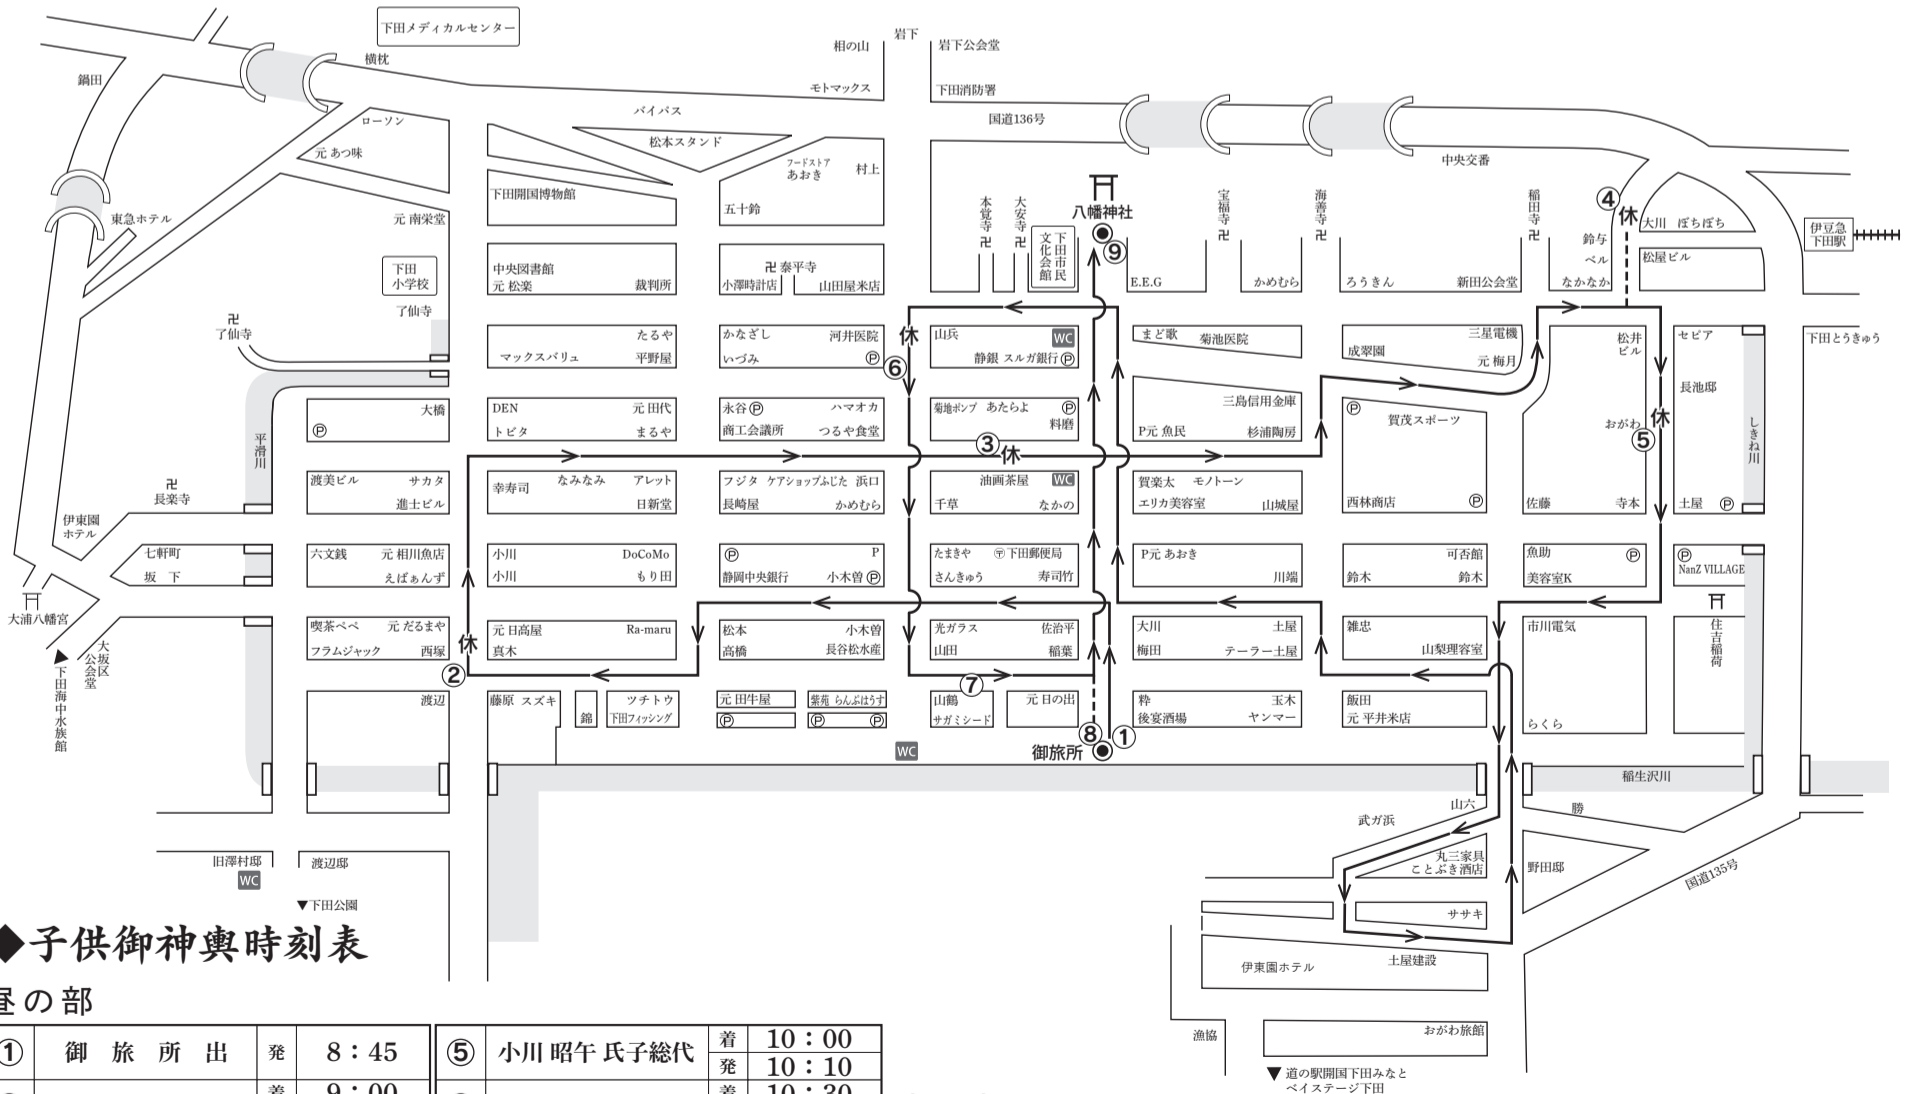 下田メディカルセンター
岩下
相の山
岩下公会堂
横枕
鍋田
モトマックス
下田消防署
バイパス
国道136号
ローソン
松本スタンド
元 あつ味
中央交番
フードストア
あおき
村上
下田開国博物館
五十鈴
東急ホテル
元 南栄堂
本覚寺
卍
大安寺
卍
下田市民
文化会館
八幡神社
⑨
宝福寺
卍
海善寺
卍
稲田寺
卍
④
休
大川 ぽちぽち
鈴与
ベル
なかなか
松屋ビル
伊豆急
下田駅
下田
小学校
中央図書館
元 松楽
裁判所
卍 泰平寺
小澤時計店
山田屋米店
E.E.G
かめむら
ろうきん
新田公会堂
了仙寺
卍
了仙寺
たるや
マックスバリュ
平野屋
かなざし
河井医院
いづみ
Ⓟ
休
⑥
山兵
WC
静銀 スルガ銀行Ⓟ
まど歌
菊池医院
成翠園
三星電機
元 梅月
松井
ビル
セピア
下田とうきゅう
長池邸
大橋
Ⓟ
DEN
元 田代
トビタ
まるや
永谷Ⓟ
ハマオカ
商工会議所
つるや食堂
菊地ポンプ あたらよ
Ⓟ
料磨
三島信用金庫
P元 魚民
杉浦陶房
Ⓟ
賀茂スポーツ
おがわ
休
⑤
しきね川
平滑川
③
休
渡美ビル
サカタ
進士ビル
幸寿司
なみなみ
アレット
日新堂
フジタ ケアショップふじた 浜口
長崎屋
かめむら
油画茶屋
WC
千草
なかの
賀楽太
モノトーン
エリカ美容室
山城屋
西林商店
Ⓟ
佐藤
寺本
土屋 Ⓟ
卍
長楽寺
伊東園
ホテル
七軒町
坂 下
六文銭
元 相川魚店
えばぁんず
小川
DoCoMo
小川
もり田
Ⓟ
P
静岡中央銀行
小木曽Ⓟ
たまきや
〒下田郵便局
さんきゅう
寿司竹
P元 あおき
川端
可否館
鈴木
鈴木
魚助
Ⓟ
美容室K
Ⓟ
NanZ VILLAGE
大浦八幡宮
喫茶ペペ
元 だるまや
フラムジャック
西塚
休
②
元 日高屋
Ra-maru
真木
松本
小木曽
高橋
長谷松水産
光ガラス
佐治平
山田
稲葉
大川
土屋
梅田
テーラー土屋
雑忠
山梨理容室
市川電気
住吉稲荷
大坂区
公会堂
▲
下田海中水族館
渡辺
藤原 スズキ
錦
ツチトウ
下田フィッシング
元 田牛屋
Ⓟ
紫苑 らんぷはうす
Ⓟ Ⓟ
⑦
山鶴
サガミシード
元 日の出
粋
玉木
後宴酒場
ヤンマー
飯田
元 平井米店
らくら
WC
御旅所
⑧
①
稲生沢川
山六
武ガ浜
勝
丸三家具
ことぶき酒店
野田邸
国道135号
旧澤村邸
WC
渡辺邸
▼下田公園
ササキ
土屋建設
伊東園ホテル
漁協
おがわ旅館
▼ 道の駅開国下田みなと
ベイステージ下田
◆子供御神輿時刻表
昼の部
① 御旅所出 発 8：45
⑤ 小川 昭午 氏子総代 着 10：00
発 10：10
着 9：00
着 10：30